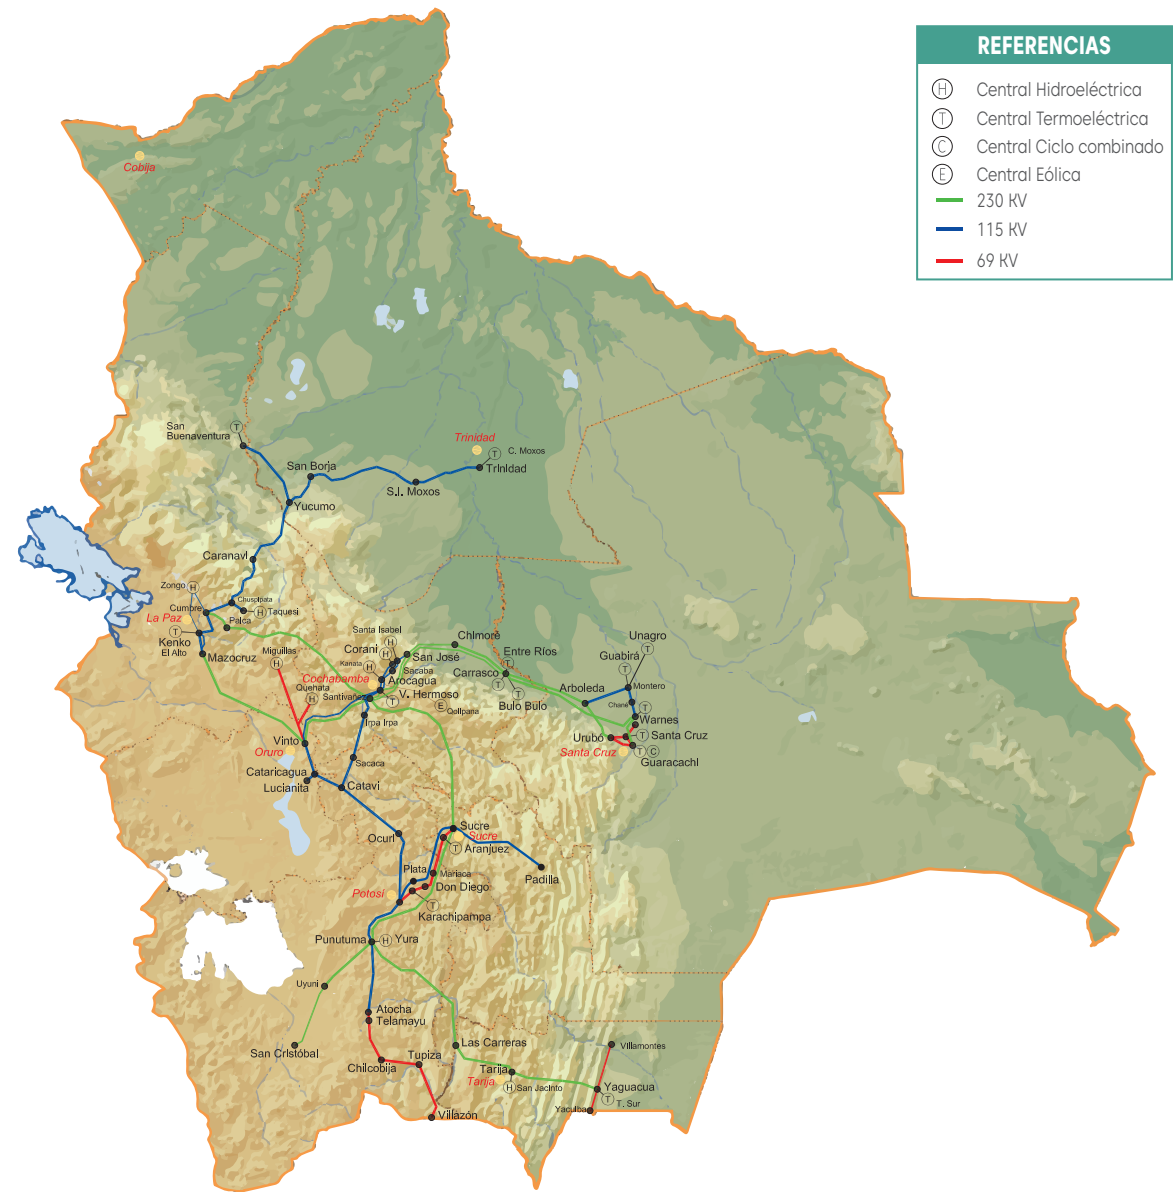 REFERENCIAS
H Central Hidroeléctrica
T Central Termoeléctrica
C Central Ciclo combinado
E Central Eólica
230 KV
115 KV
69 KV
Cobija
San
Buenaventura
T
Trinidad
T
C. Moxos
TrInIdad
San Borja
S.I. Moxos
Yucumo
CaranavI
Zongo
H
Chuspipata
Cumbre
H
Taquesi
La Paz
Palca
T
Kenko
El Alto
Mazocruz
Miguillas
H
Santa Isabel
H
Corani
H
Kanata
H
San José
Sacaba
ChImoré
Entre Ríos
T
Carrasco
T
T
Bulo Bulo
Unagro
T
Guabirá
T
Montero
Arboleda
Chané
T
Warnes
Cochabamba
Arocagua
Quehata
H
Santivañez
V. Hermoso
T
E
Qollpana
Irpa Irpa
Urubó
T
Santa Cruz
Santa Cruz
T
C
GuaracachI
Vinto
Oruro
Sacaca
Cataricagua
Lucianita
Catavi
OcurI
Sucre
Sucre
T
Aranjuez
Plata
Mariaca
Padilla
Don Diego
Potosí
T
Karachipampa
Punutuma
H
Yura
Uyuni
Atocha
Telamayu
San CrIstóbal
Las Carreras
VIllamontes
Tupiza
Chilcobija
Tarija
Tarija
H
San Jacinto
Yaguacua
T
T. Sur
Yacuiba
Villazón